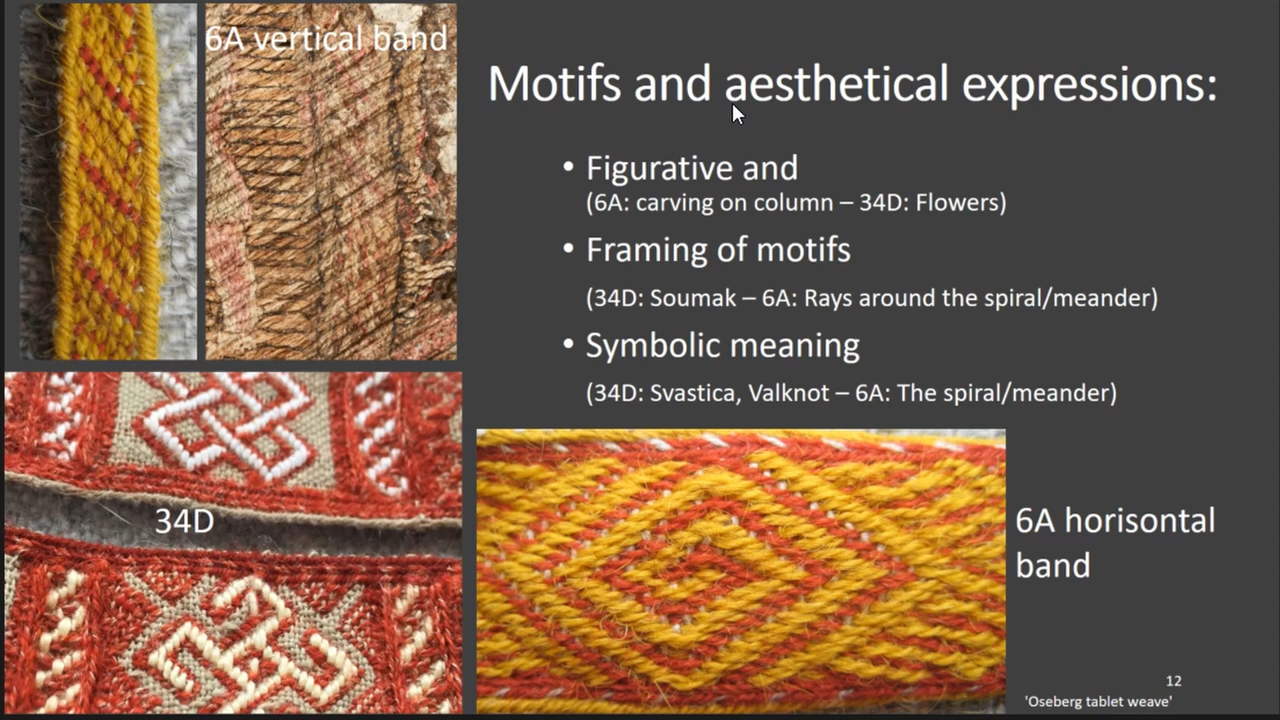 6A vertical band
Motifs and aesthetical expressions:
• Figurative and
(6A: carving on column – 34D: Flowers)
• Framing of motifs
(34D: Soumak – 6A: Rays around the spiral/meander)
• Symbolic meaning
(34D: Svastica, Valknot – 6A: The spiral/meander)
34D
6A horisontal
band
12
'Oseberg tablet weave'